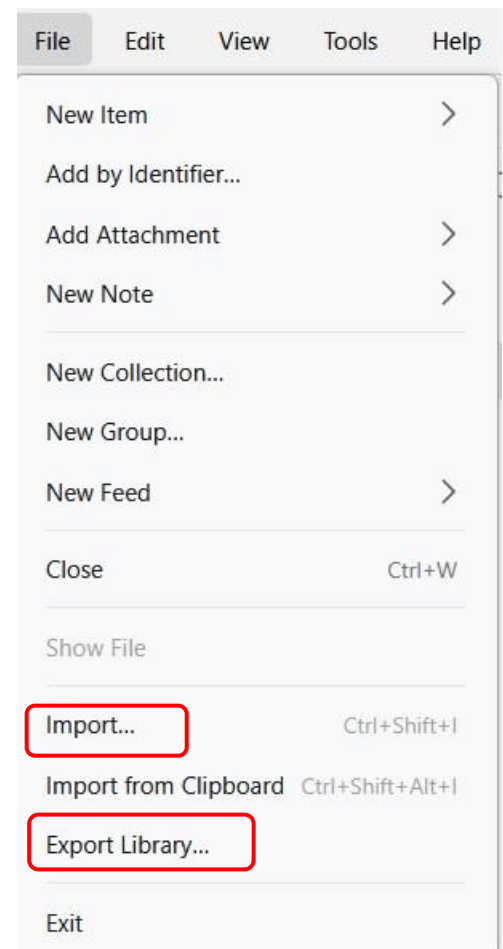 File Edit View Tools Help
New Item
Add by Identifier...
Add Attachment
New Note
New Collection...
New Group...
New Feed
Close Ctrl+W
Show File
Import... Ctrl+Shift+I
Import from Clipboard Ctrl+Shift+Alt+I
Export Library...
Exit